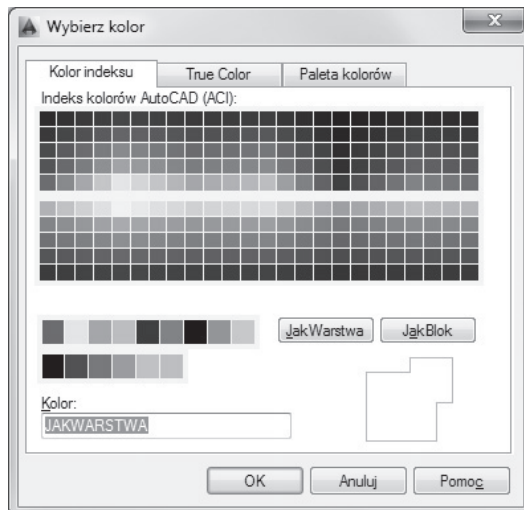 Wybierz kolor
Kolor indeksu True Color Paleta kolorów
Indeks kolorów AutoCAD (ACI):
JakWarstwa JakBlok
Kolor:
JAKWARSTWA
OK Anuluj Pomoc